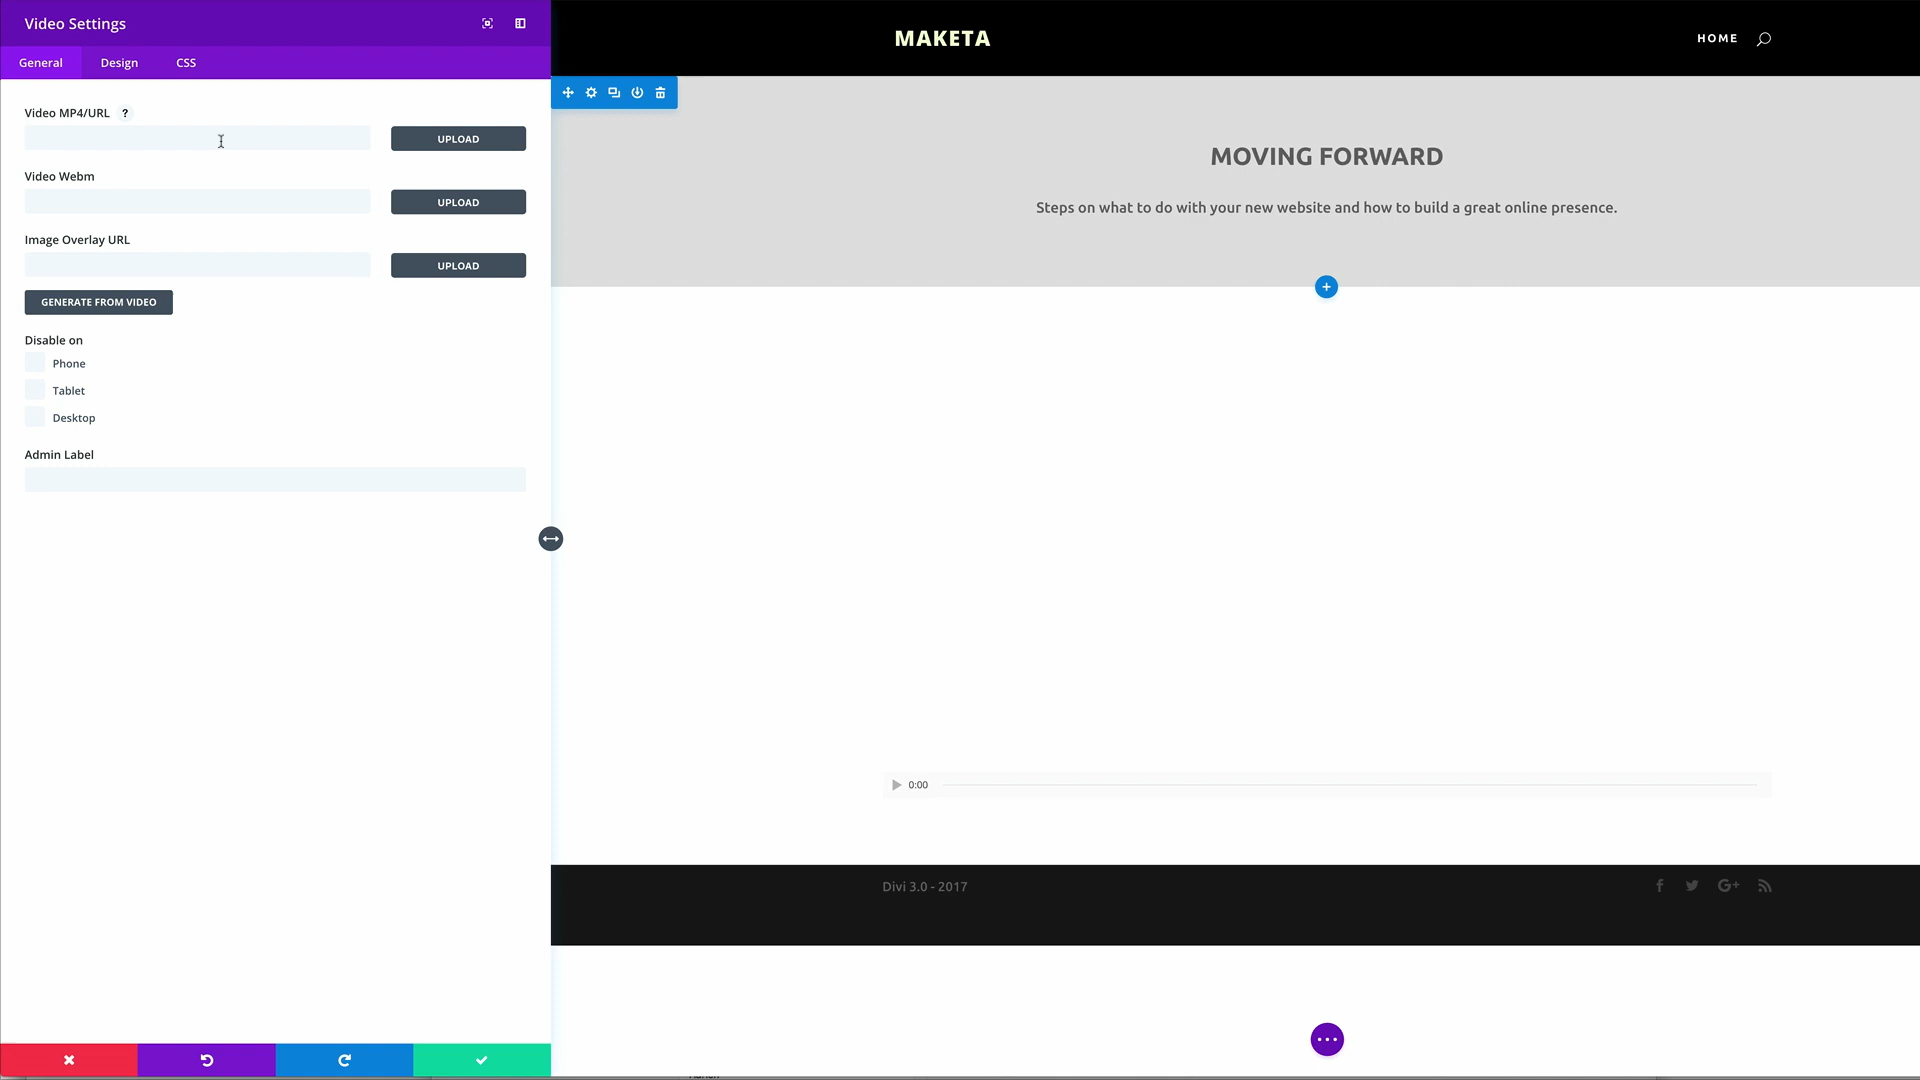 Video Settings
General Design CSS
Video MP4/URL ?
UPLOAD
Video Webm
UPLOAD
Image Overlay URL
UPLOAD
GENERATE FROM VIDEO
Disable on
Phone
Tablet
Desktop
Admin Label
MAKETA
HOME
MOVING FORWARD
Steps on what to do with your new website and how to build a great online presence.
0:00
Divi 3.0 - 2017
G+